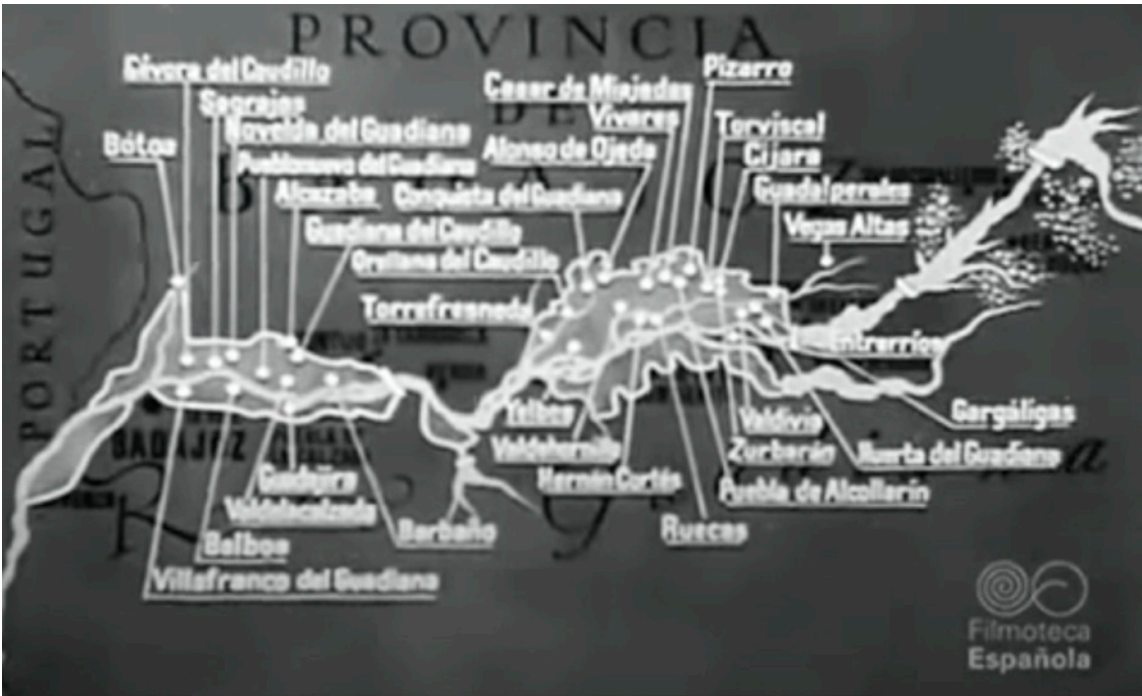 PROVINCIA
DE
PORTUGAL
Gévora del Caudillo
Sagrajas
Novelda del Guadiana
Bótoa
Pueblonuevo del Guadiana
Alcazaba
Guadiana del Caudillo
Orellana del Caudillo
Torrefresneda
Casar de Miajadas
Vivares
Alonso de Ojeda
Conquista del Guadiana
Pizarro
Torviscal
Cijara
Guadalperales
Vegas Altas
Entrerríos
BADAJOZ
Yelbes
Valdehornillo
Hernán Cortés
Valdivia
Zurbarán
Puebla de Alcollarín
Gargáligas
Huerta del Guadiana
Ruecas
Guadajira
Valdelacalzada
Barbaño
Balboa
Villafranco del Guadiana
Filmoteca
Española